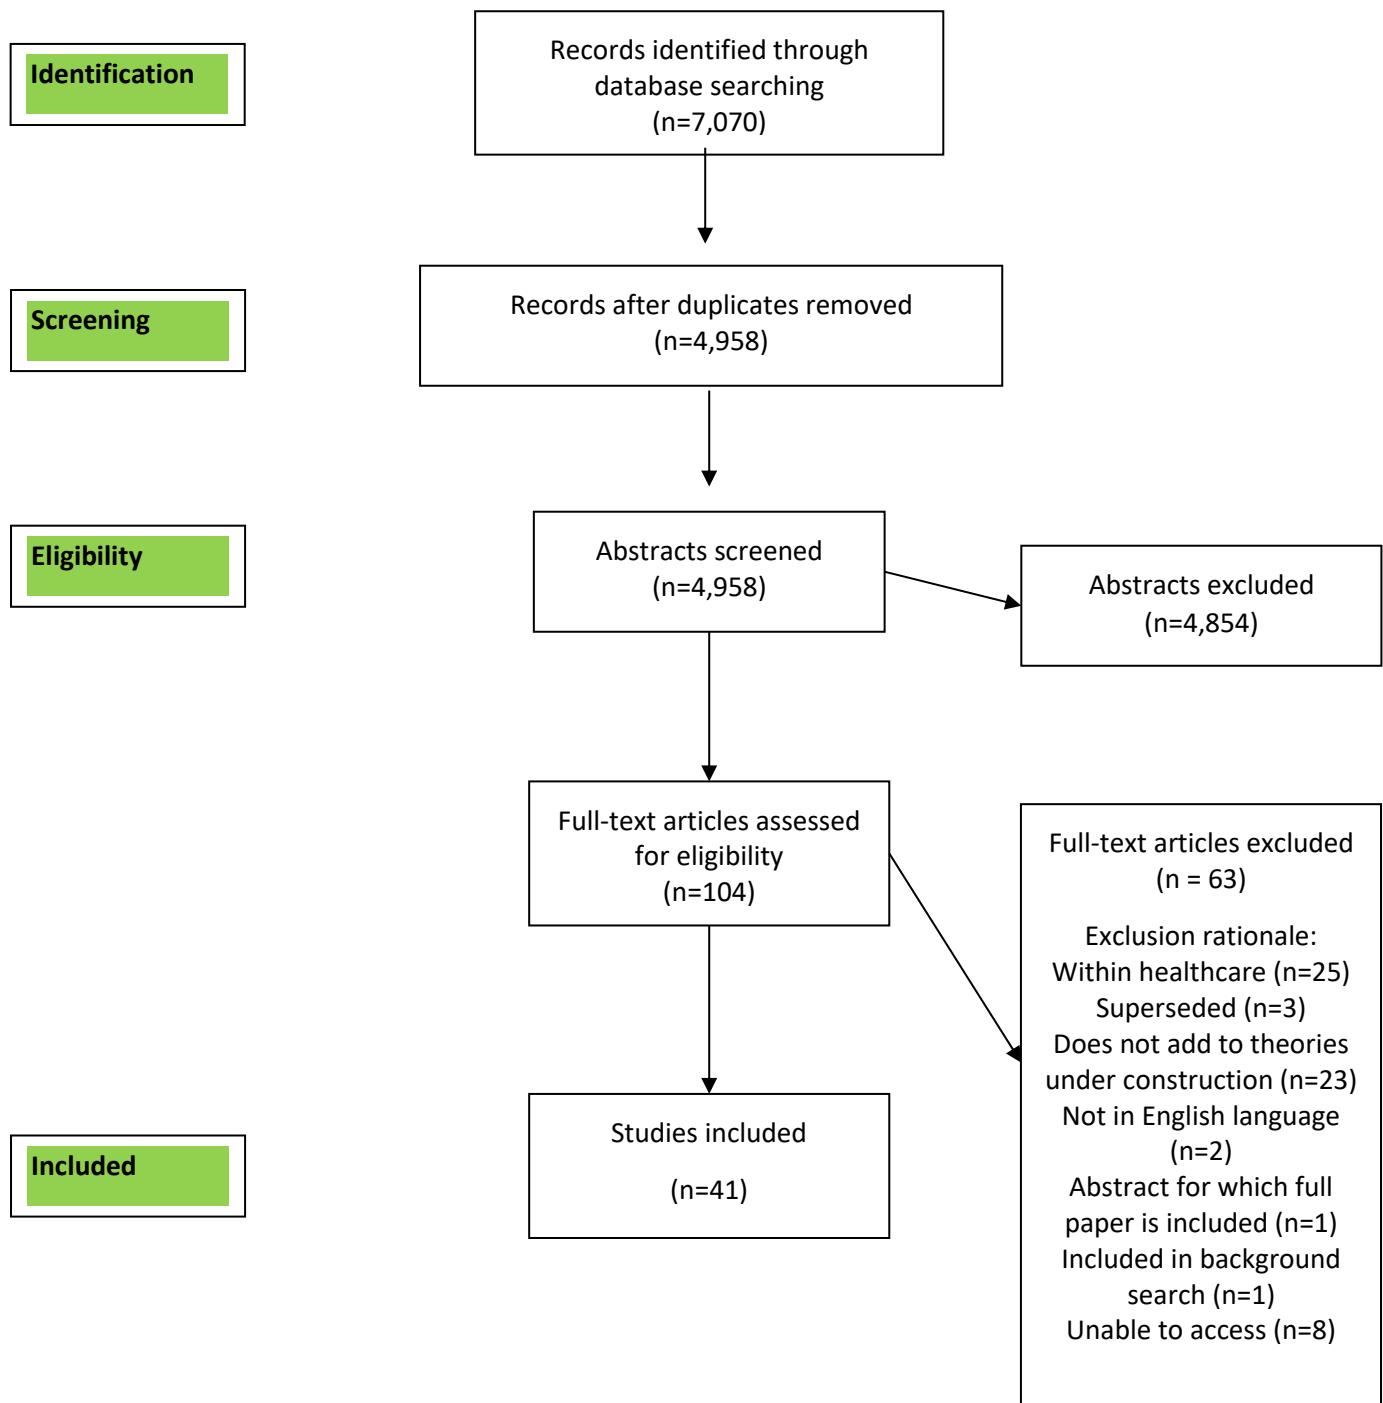 Identification
Records identified through
database searching
(n=7,070)
Screening
Records after duplicates removed
(n=4,958)
Eligibility
Abstracts screened
(n=4,958)
Abstracts excluded
(n=4,854)
Full-text articles assessed
for eligibility
(n=104)
Full-text articles excluded
(n = 63)
Exclusion rationale:
Within healthcare (n=25)
Superseded (n=3)
Does not add to theories
under construction (n=23)
Not in English language
(n=2)
Abstract for which full
paper is included (n=1)
Included in background
search (n=1)
Unable to access (n=8)
Included
Studies included
(n=41)